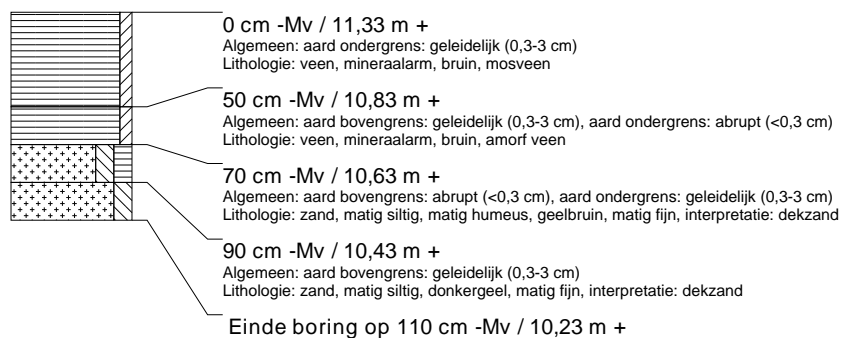 0 cm -Mv / 11,33 m +
Algemeen: aard ondergrens: geleidelijk (0,3-3 cm)
Lithologie: veen, mineraalarm, bruin, mosveen
50 cm -Mv / 10,83 m +
Algemeen: aard bovengrens: geleidelijk (0,3-3 cm), aard ondergrens: abrupt (<0,3 cm)
Lithologie: veen, mineraalarm, bruin, amorf veen
70 cm -Mv / 10,63 m +
Algemeen: aard bovengrens: abrupt (<0,3 cm), aard ondergrens: geleidelijk (0,3-3 cm)
Lithologie: zand, matig siltig, matig humeus, geelbruin, matig fijn, interpretatie: dekzand
90 cm -Mv / 10,43 m +
Algemeen: aard bovengrens: geleidelijk (0,3-3 cm)
Lithologie: zand, matig siltig, donkergeel, matig fijn, interpretatie: dekzand
Einde boring op 110 cm -Mv / 10,23 m +